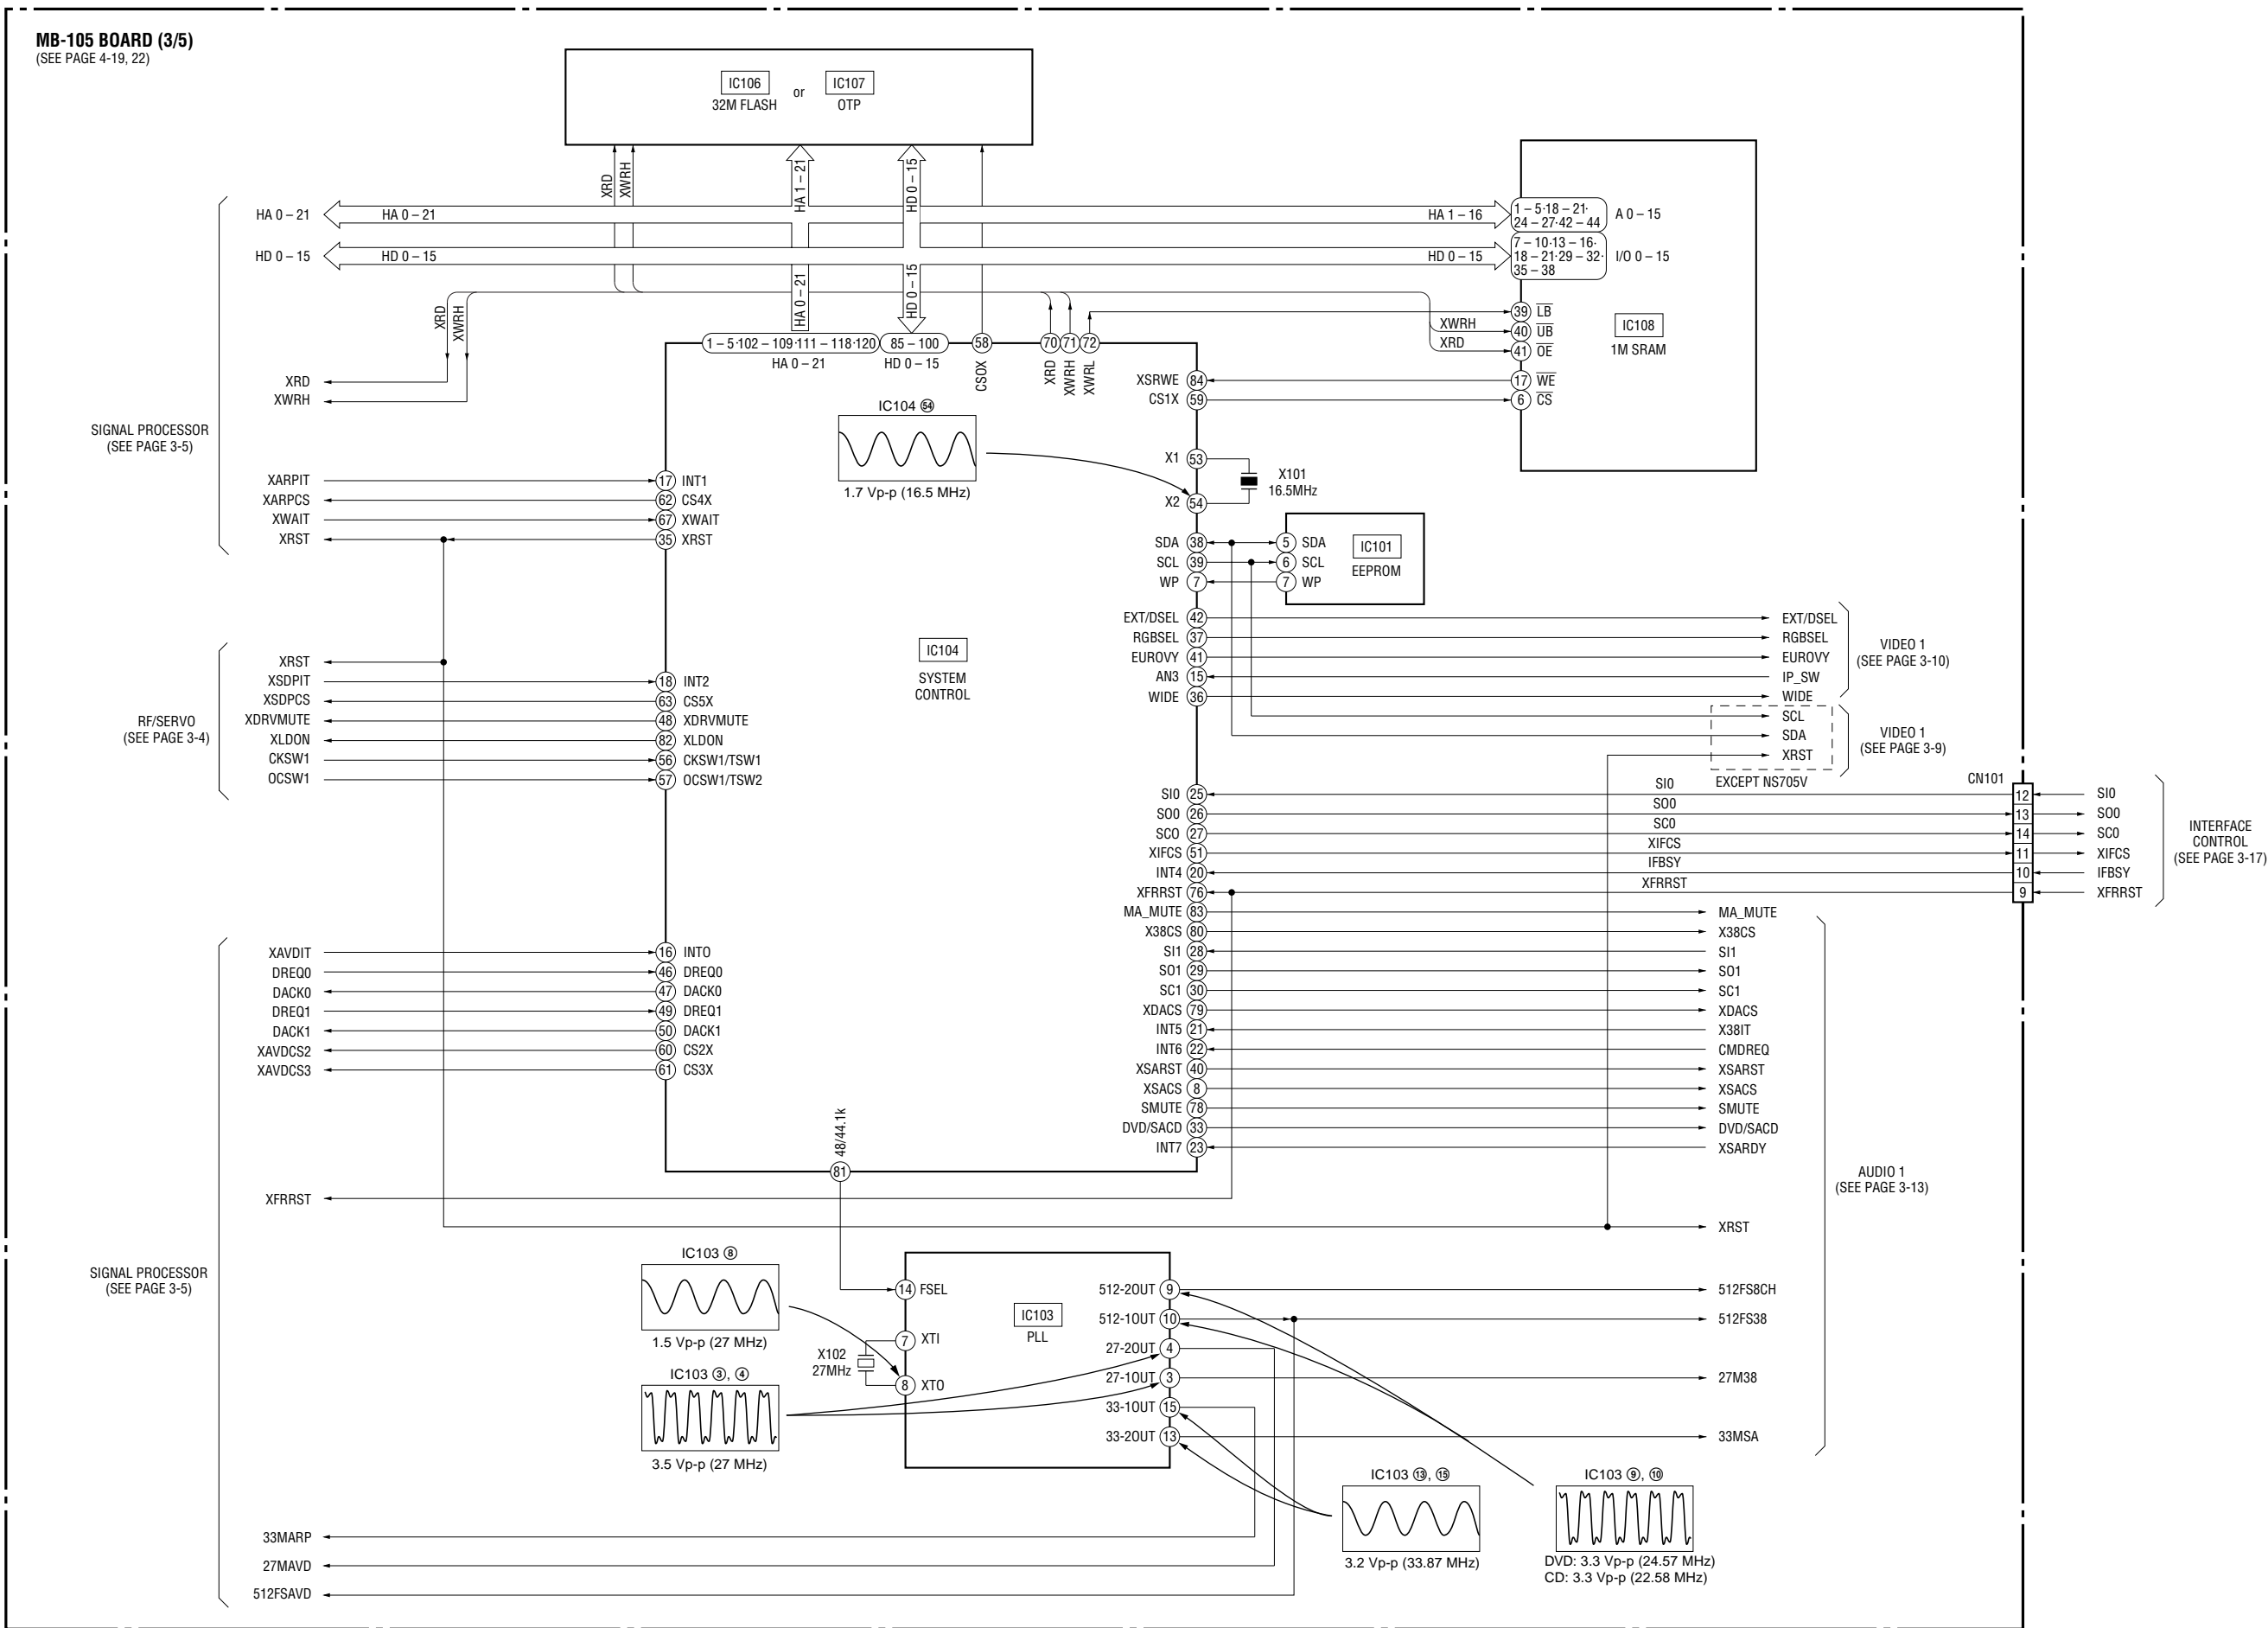 MB-105 BOARD (3/5)
(SEE PAGE 4-19, 22)
IC106
32M FLASH
or
IC107
OTP
XRD
XWRH
HA 1 – 21
HD 0 – 15
HA 0 – 21
HA 0 – 21
HA 1 – 16
1 – 5·18 – 21·
24 – 27·42 – 44
A 0 – 15
HD 0 – 15
HD 0 – 15
HD 0 – 15
7 – 10·13 – 16·
18 – 21·29 – 32·
35 – 38
I/O 0 – 15
XRD
XWRH
HA 0 – 21
HD 0 – 15
39 LB
XWRH
40 UB
XRD
41 OE
17 WE
6 CS
IC108
1M SRAM
1 – 5·102 – 109·111 – 118·120
HA 0 – 21
85 – 100
HD 0 – 15
58
CSOX
70
XRD
71
XWRH
72
XWRL
XSRWE 84
CS1X 59
XRD
XWRH
SIGNAL PROCESSOR
(SEE PAGE 3-5)
IC104 54
1.7 Vp-p (16.5 MHz)
X1 53
X2 54
X101
16.5MHz
XARPIT
17 INT1
XARPCS
62 CS4X
XWAIT
67 XWAIT
XRST
35 XRST
SDA 38
SCL 39
WP 7
5 SDA
6 SCL
7 WP
IC101
EEPROM
IC104
SYSTEM
CONTROL
EXT/DSEL 42
EXT/DSEL
RGBSEL 37
RGBSEL
EUROVY 41
EUROVY
AN3 15
IP_SW
WIDE 36
WIDE
VIDEO 1
(SEE PAGE 3-10)
SCL
SDA
XRST
EXCEPT NS705V
VIDEO 1
(SEE PAGE 3-9)
XRST
XSDPIT
18 INT2
XSDPCS
63 CS5X
XDRVMUTE
48 XDRVMUTE
XLDON
82 XLDON
CKSW1
56 CKSW1/TSW1
OCSW1
57 OCSW1/TSW2
RF/SERVO
(SEE PAGE 3-4)
CN101
SI0 25
SI0
12
SI0
SO0 26
SO0
13
SO0
SCO 27
SC0
14
SC0
XIFCS 51
XIFCS
11
XIFCS
INT4 20
IFBSY
10
IFBSY
XFRRST 76
XFRRST
9
XFRRST
INTERFACE
CONTROL
(SEE PAGE 3-17)
MA_MUTE 83
MA_MUTE
X38CS 80
X38CS
SI1 28
SI1
SO1 29
SO1
SC1 30
SC1
XDACS 79
XDACS
INT5 21
X38IT
INT6 22
CMDREQ
XSARST 40
XSARST
XSACS 8
XSACS
SMUTE 78
SMUTE
DVD/SACD 33
DVD/SACD
INT7 23
XSARDY
AUDIO 1
(SEE PAGE 3-13)
XAVDIT
16 INTO
DREQ0
46 DREQ0
DACK0
47 DACK0
DREQ1
49 DREQ1
DACK1
50 DACK1
XAVDCS2
60 CS2X
XAVDCS3
61 CS3X
48/44.1k
81
XFRRST
XRST
SIGNAL PROCESSOR
(SEE PAGE 3-5)
IC103 8
1.5 Vp-p (27 MHz)
IC103 3, 4
3.5 Vp-p (27 MHz)
14 FSEL
7 XTI
8 XTO
X102
27MHz
IC103
PLL
512-2OUT 9
512FS8CH
512-1OUT 10
512FS38
27-2OUT 4
27-1OUT 3
27M38
33-1OUT 15
33-2OUT 13
33MSA
IC103 13, 15
3.2 Vp-p (33.87 MHz)
IC103 9, 10
DVD: 3.3 Vp-p (24.57 MHz)
CD: 3.3 Vp-p (22.58 MHz)
33MARP
27MAVD
512FSAVD